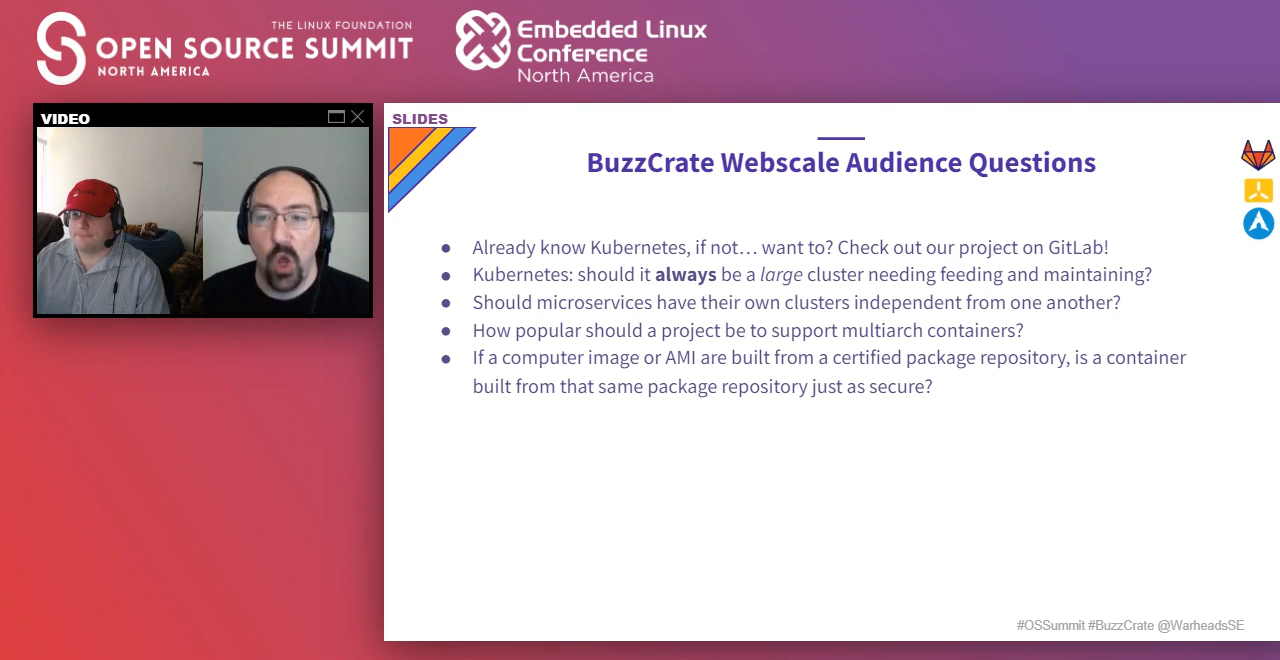 THE LINUX FOUNDATION
OPEN SOURCE SUMMIT
NORTH AMERICA
Embedded Linux
Conference
North America
VIDEO
SLIDES
BuzzCrate Webscale Audience Questions
● Already know Kubernetes, if not… want to? Check out our project on GitLab!
● Kubernetes: should it always be a large cluster needing feeding and maintaining?
● Should microservices have their own clusters independent from one another?
● How popular should a project be to support multiarch containers?
● If a computer image or AMI are built from a certified package repository, is a container
built from that same package repository just as secure?
#OSSummit #BuzzCrate @WarheadsSE